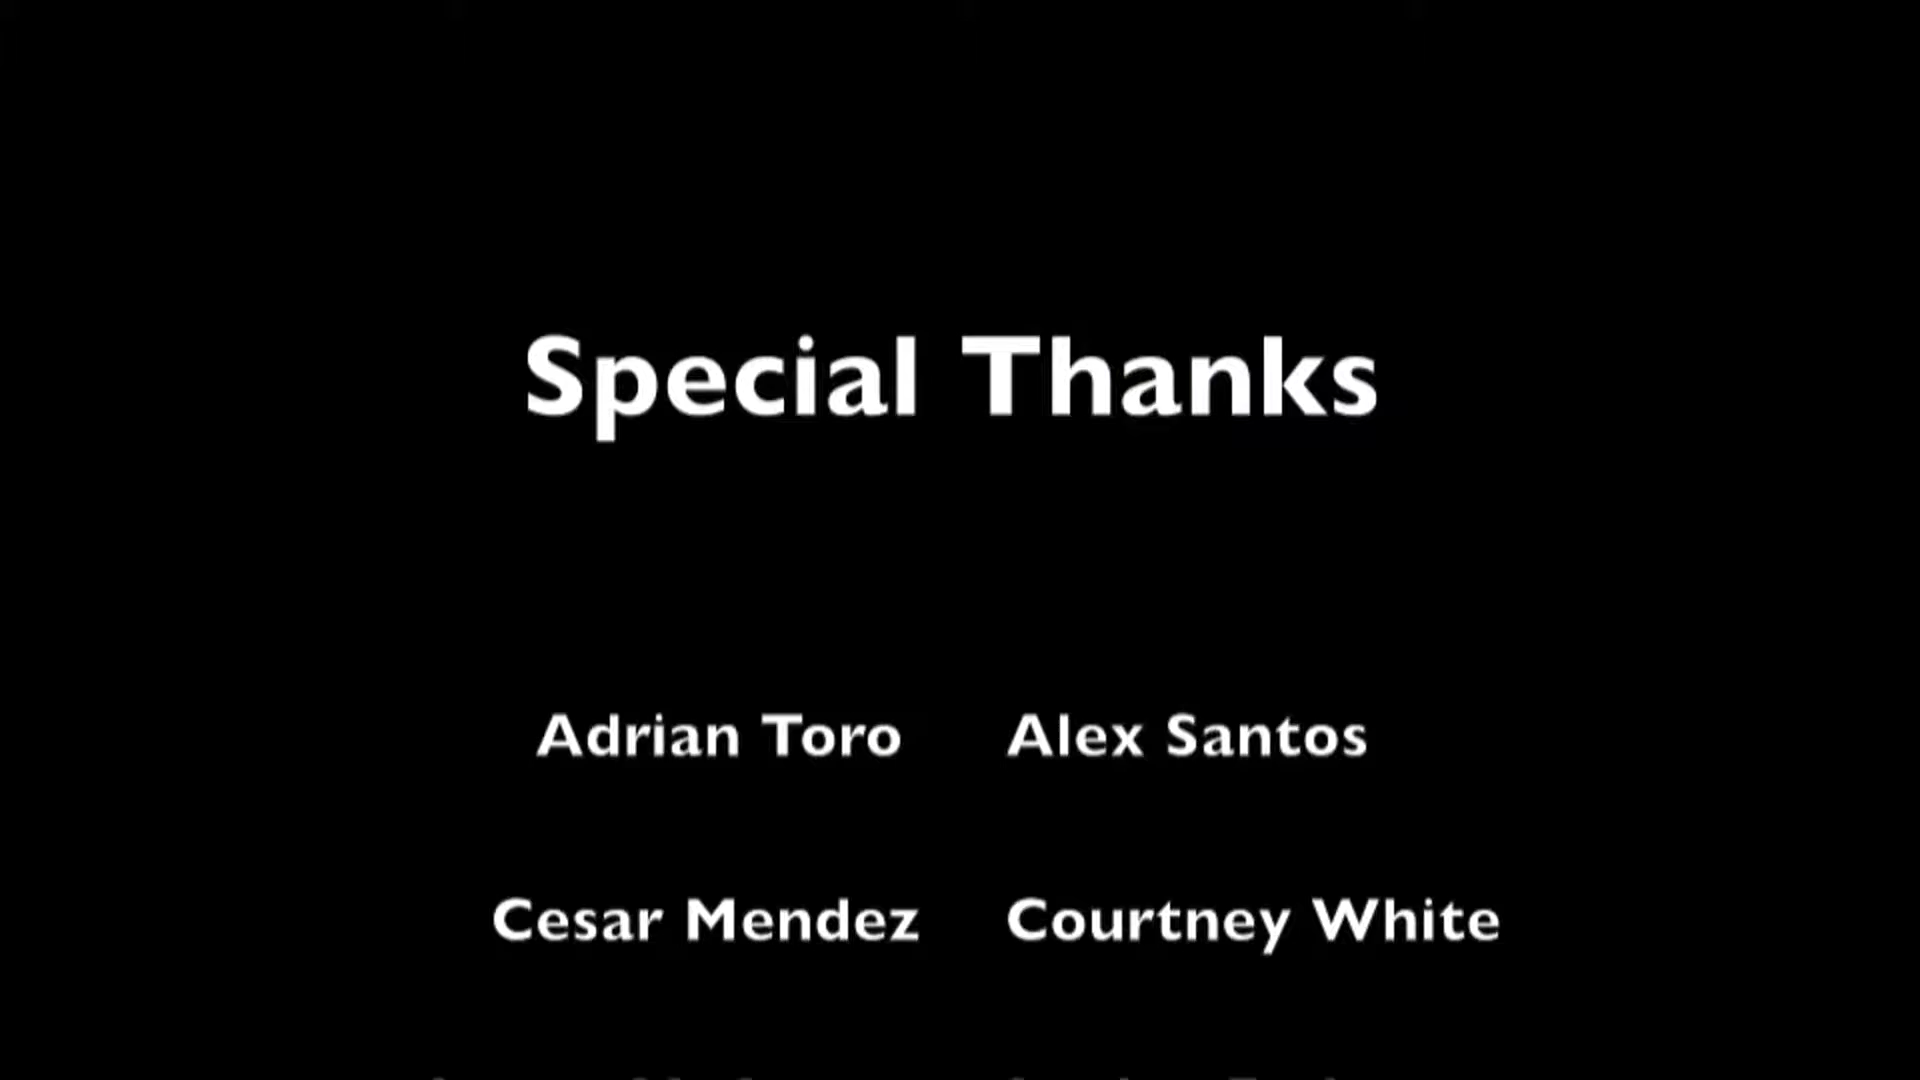 Special Thanks
Adrian Toro Alex Santos
Cesar Mendez Courtney White